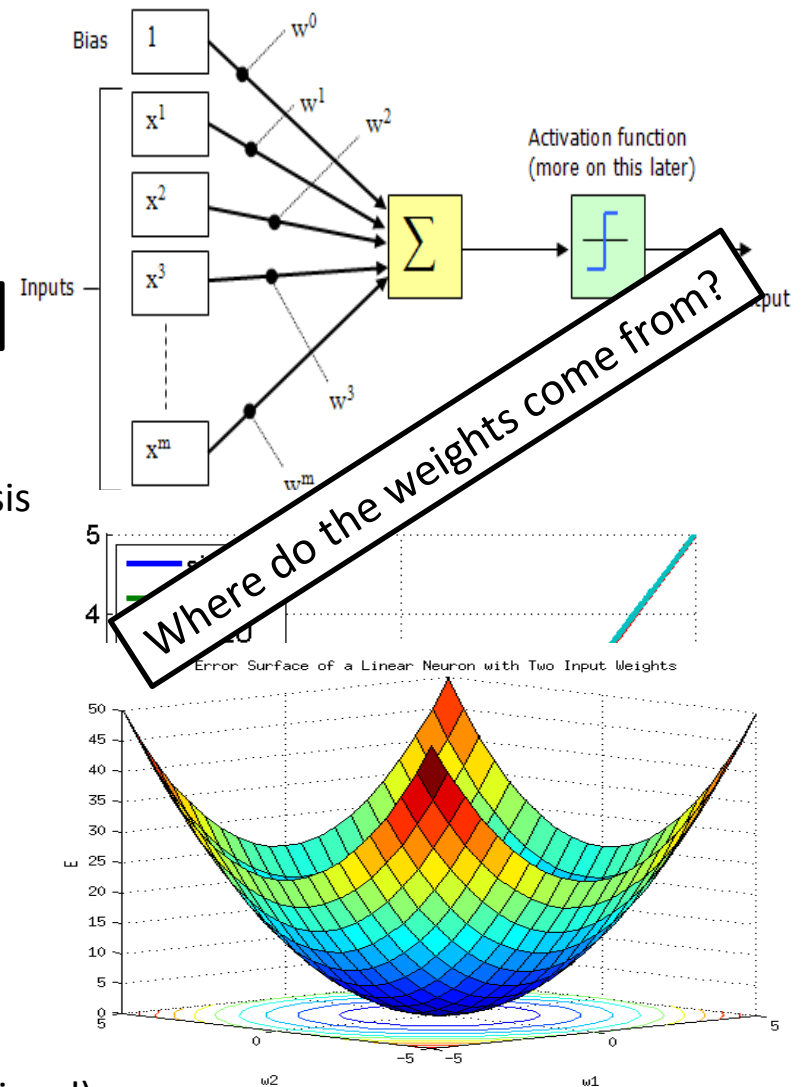 Bias 1 w⁰
x¹ w¹
w²
Activation function
(more on this later)
x²
∑
Inputs x³
w³
xᵐ
wᵐ
Where do the weights come from?
5
4
Error Surface of a Linear Neuron with Two Input Weights
50
45
40
35
30
25
20
15
10
5
0
E
5
0
-5
w2
-5
0
5
w1